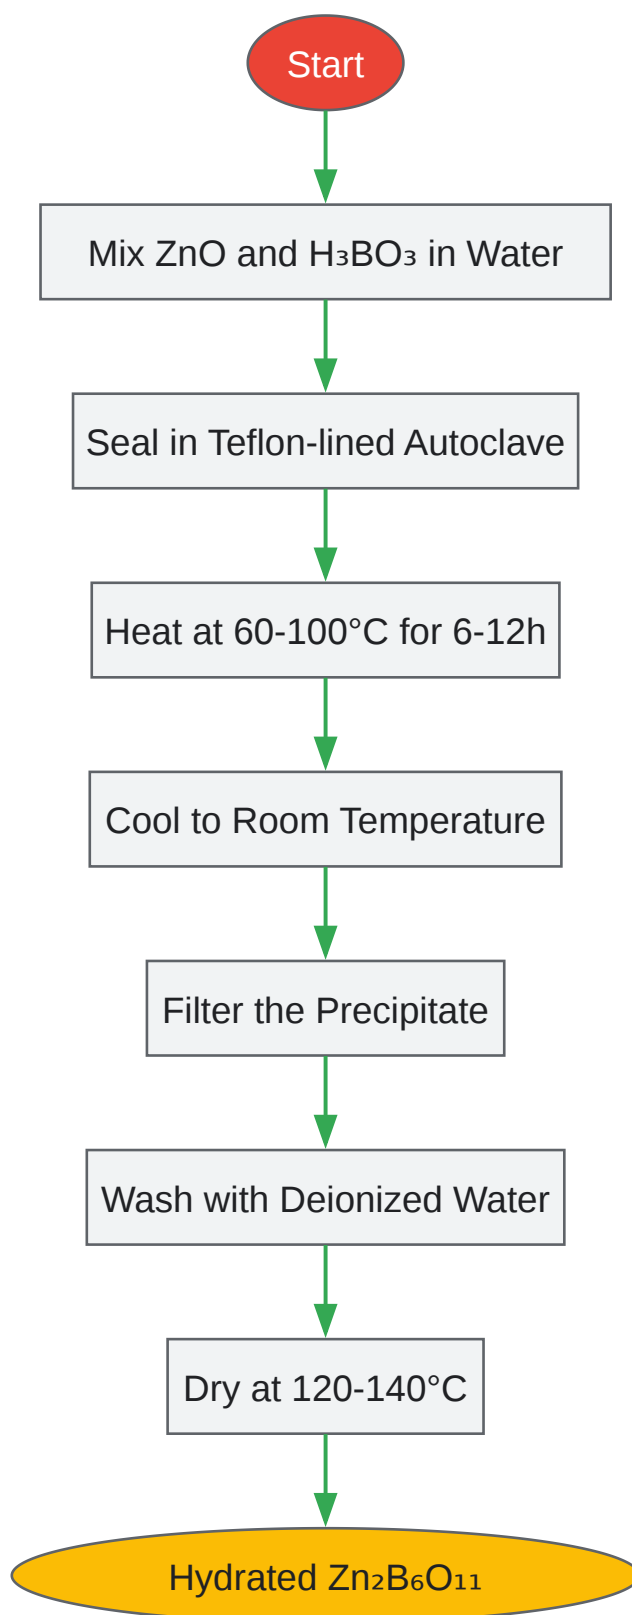 Start
Mix ZnO and H₃BO₃ in Water
Seal in Teflon-lined Autoclave
Heat at 60-100°C for 6-12h
Cool to Room Temperature
Filter the Precipitate
Wash with Deionized Water
Dry at 120-140°C
Hydrated Zn₂B₆O₁₁